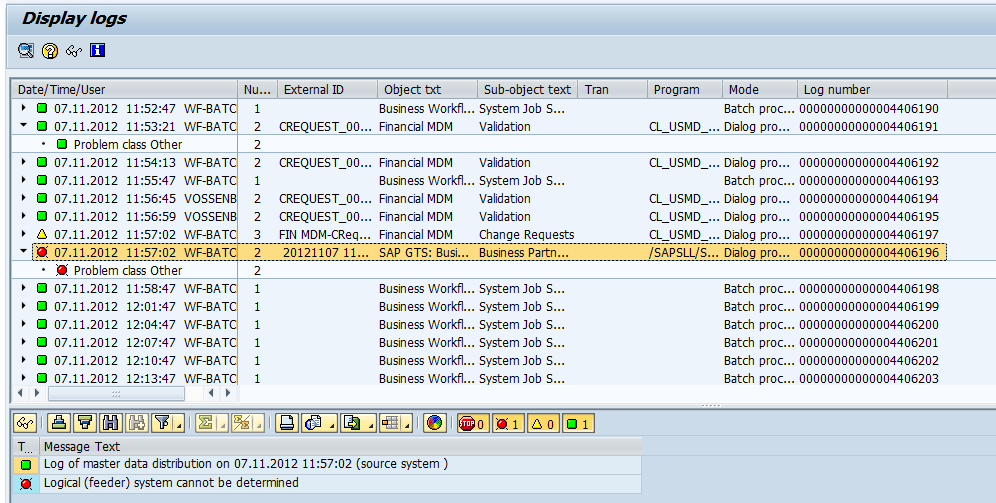 Display logs
Date/Time/User Nu... External ID Object txt Sub-object text Tran Program Mode Log number
07.11.2012 11:52:47 WF-BATC 1 Business Workfl... System Job S... Batch proc... 00000000000004406190
07.11.2012 11:53:21 WF-BATC 2 CREQUEST_00... Financial MDM Validation CL_USMD_... Dialog pro... 00000000000004406191
Problem class Other 2
07.11.2012 11:54:13 WF-BATC 2 CREQUEST_00... Financial MDM Validation CL_USMD_... Dialog pro... 00000000000004406192
07.11.2012 11:55:47 WF-BATC 1 Business Workfl... System Job S... Batch proc... 00000000000004406193
07.11.2012 11:56:45 VOSSENB 2 CREQUEST_00... Financial MDM Validation CL_USMD_... Dialog pro... 00000000000004406194
07.11.2012 11:56:59 VOSSENB 2 CREQUEST_00... Financial MDM Validation CL_USMD_... Dialog pro... 00000000000004406195
07.11.2012 11:57:02 WF-BATC 3 FIN MDM-CReq... Financial MDM Change Requests CL_USMD_... Dialog pro... 00000000000004406197
07.11.2012 11:57:02 WF-BATC 2 20121107 11... SAP GTS: Busi... Business Partn... /SAPSLL/S... Dialog pro... 00000000000004406196
Problem class Other 2
07.11.2012 11:58:47 WF-BATC 1 Business Workfl... System Job S... Batch proc... 00000000000004406198
07.11.2012 12:01:47 WF-BATC 1 Business Workfl... System Job S... Batch proc... 00000000000004406199
07.11.2012 12:04:47 WF-BATC 1 Business Workfl... System Job S... Batch proc... 00000000000004406200
07.11.2012 12:07:47 WF-BATC 1 Business Workfl... System Job S... Batch proc... 00000000000004406201
07.11.2012 12:10:47 WF-BATC 1 Business Workfl... System Job S... Batch proc... 00000000000004406202
07.11.2012 12:13:47 WF-BATC 1 Business Workfl... System Job S... Batch proc... 00000000000004406203
STOP 0 1 0 1
T... Message Text
Log of master data distribution on 07.11.2012 11:57:02 (source system )
Logical (feeder) system cannot be determined